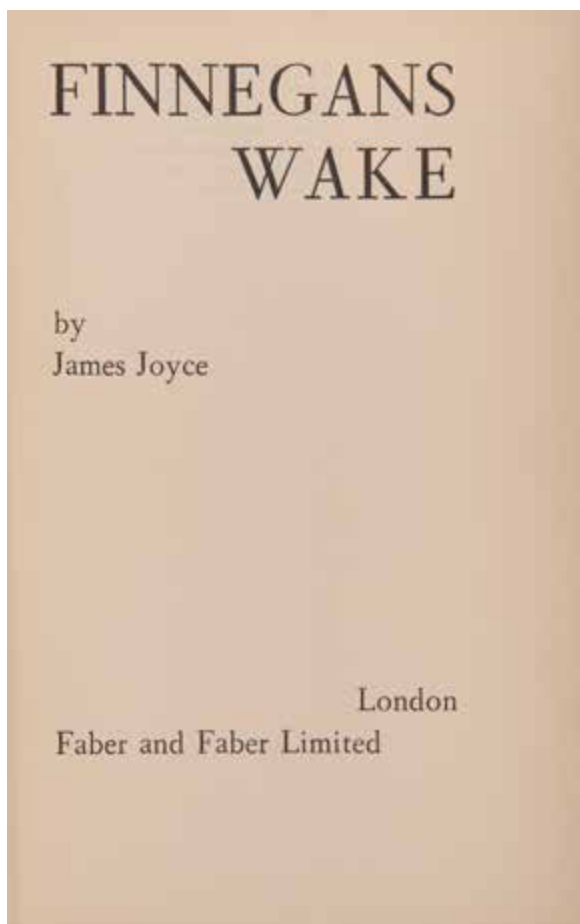 FINNEGANS
WAKE
by
James Joyce
London
Faber and Faber Limited